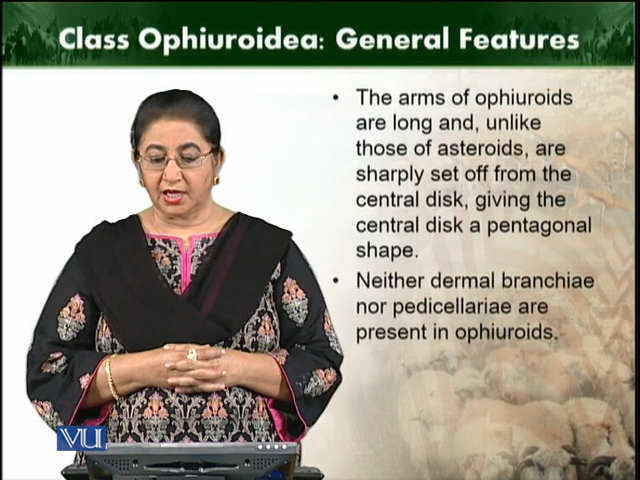 Class Ophiuroidea: General Features
• The arms of ophiuroids
are long and, unlike
those of asteroids, are
sharply set off from the
central disk, giving the
central disk a pentagonal
shape.
• Neither dermal branchiae
nor pedicellariae are
present in ophiuroids.
VU